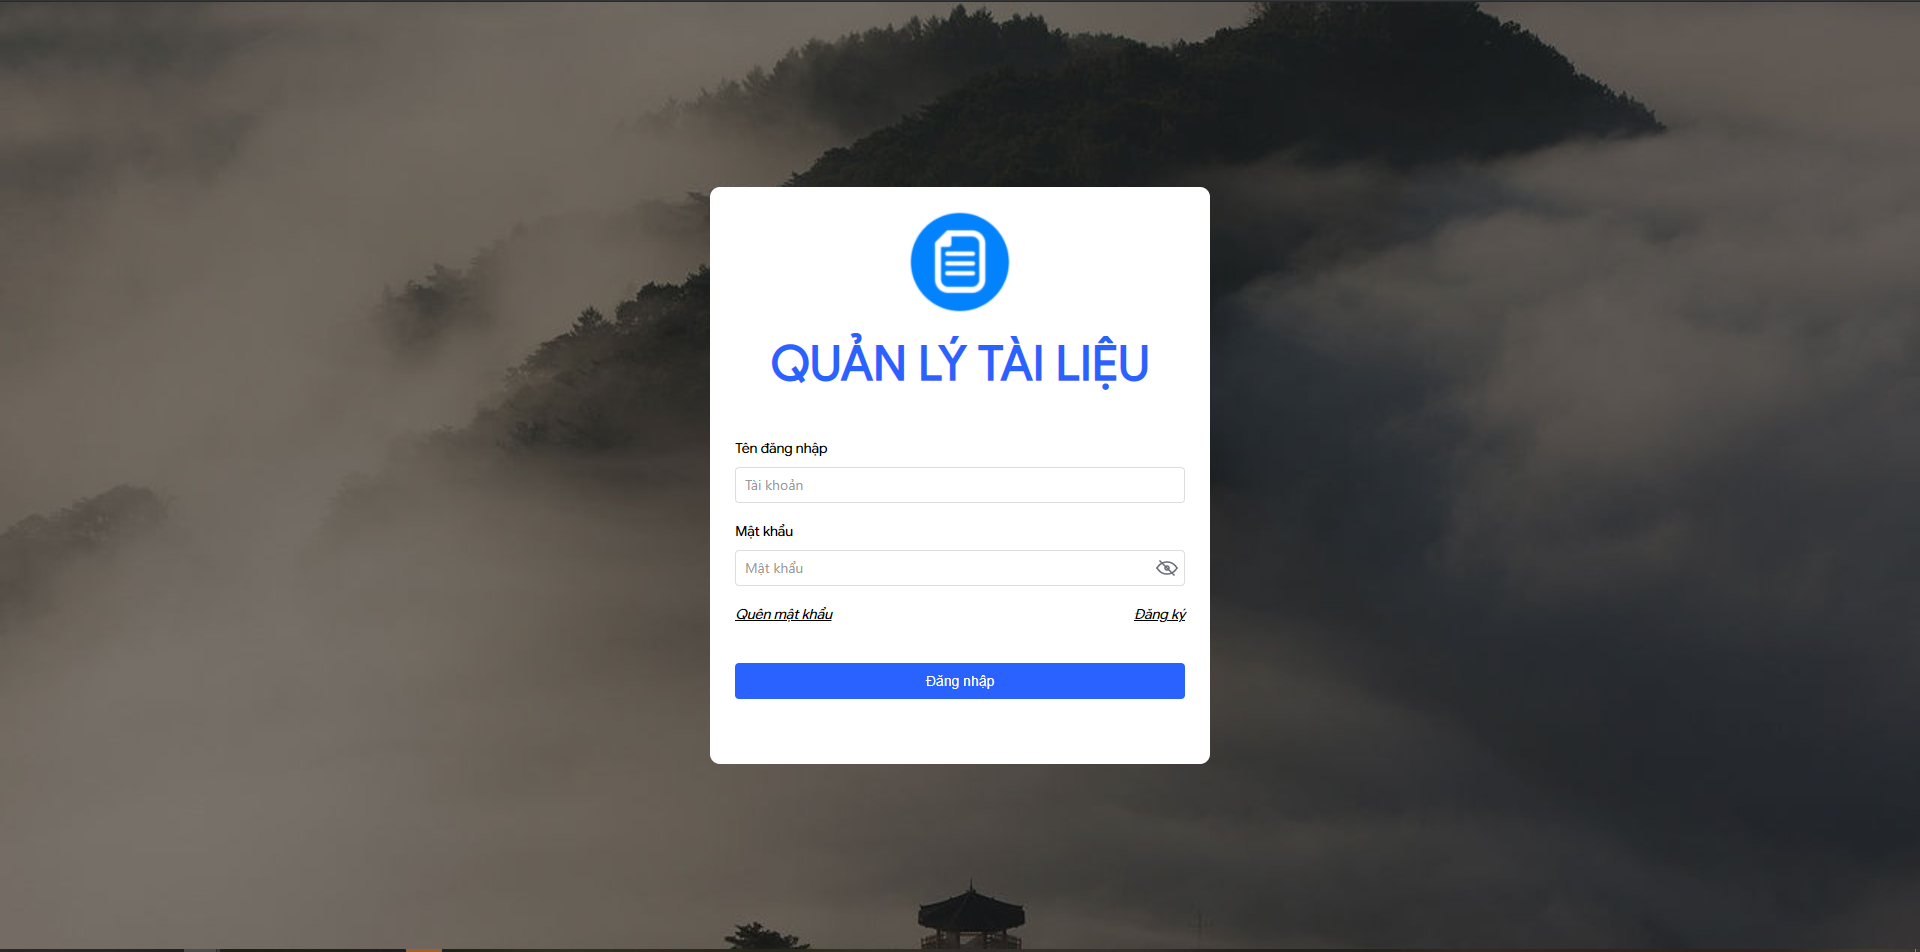 QUẢN LÝ TÀI LIỆU
Tên đăng nhập
Tài khoản
Mật khẩu
Mật khẩu
Quên mật khẩu
Đăng ký
Đăng nhập